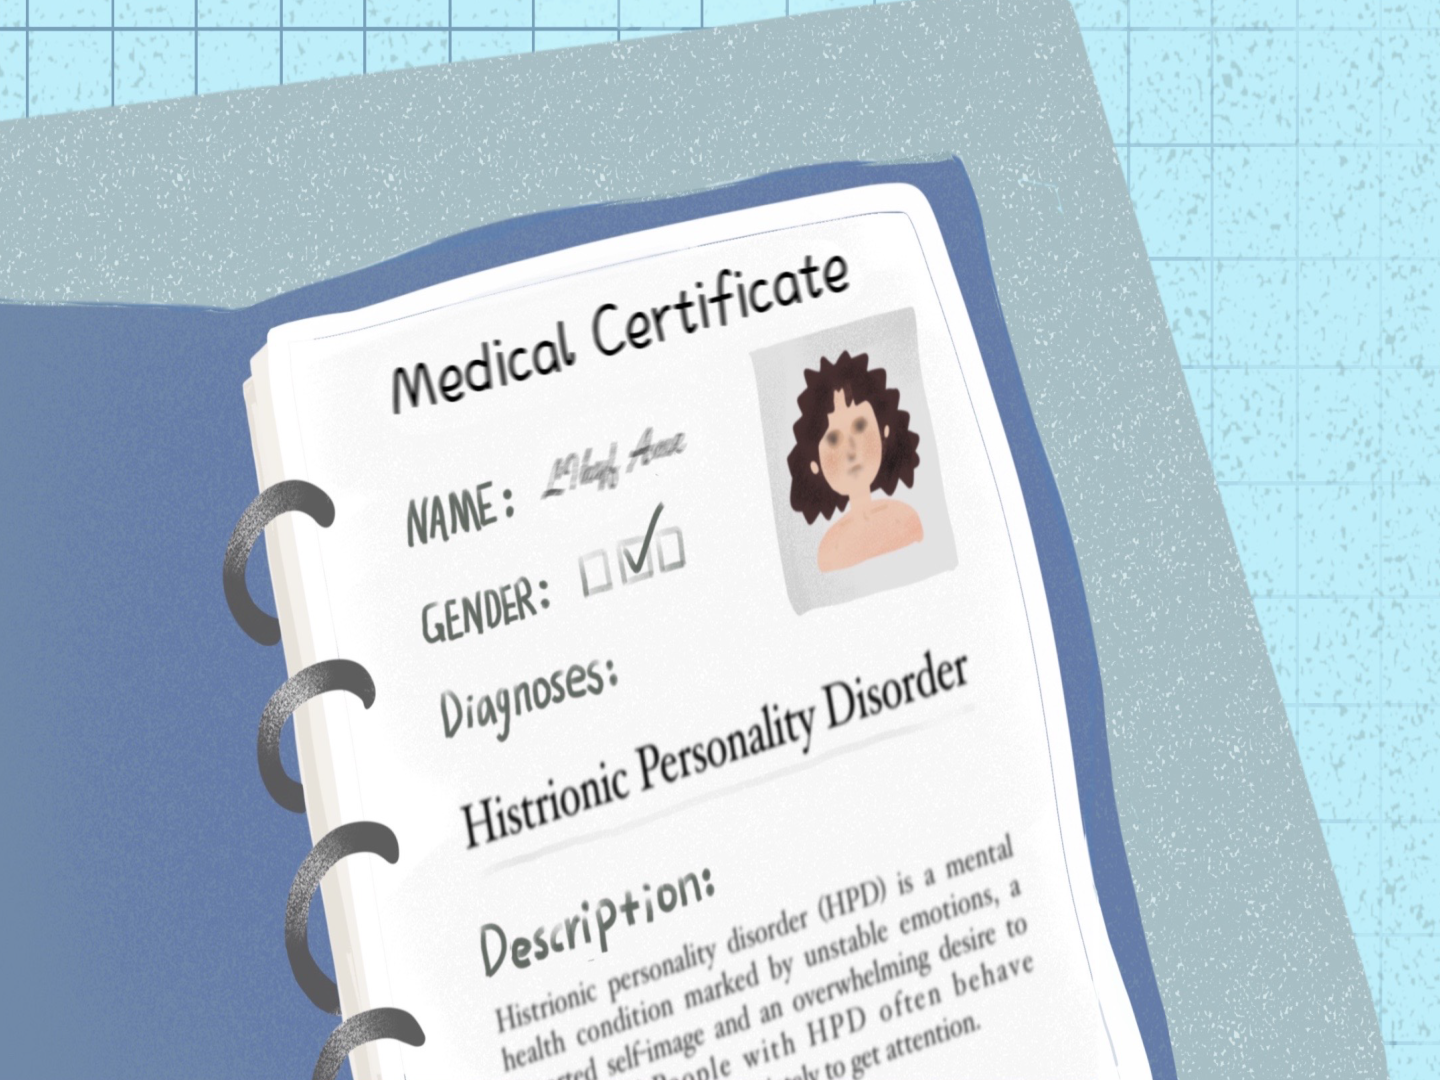 Medical Certificate
NAME:
GENDER:
Diagnoses:
Histrionic Personality Disorder
Description:
Histrionic personality disorder (HPD) is a mental
health condition marked by unstable emotions, a
self-image and an overwhelming desire to
People with HPD often behave
to get attention.